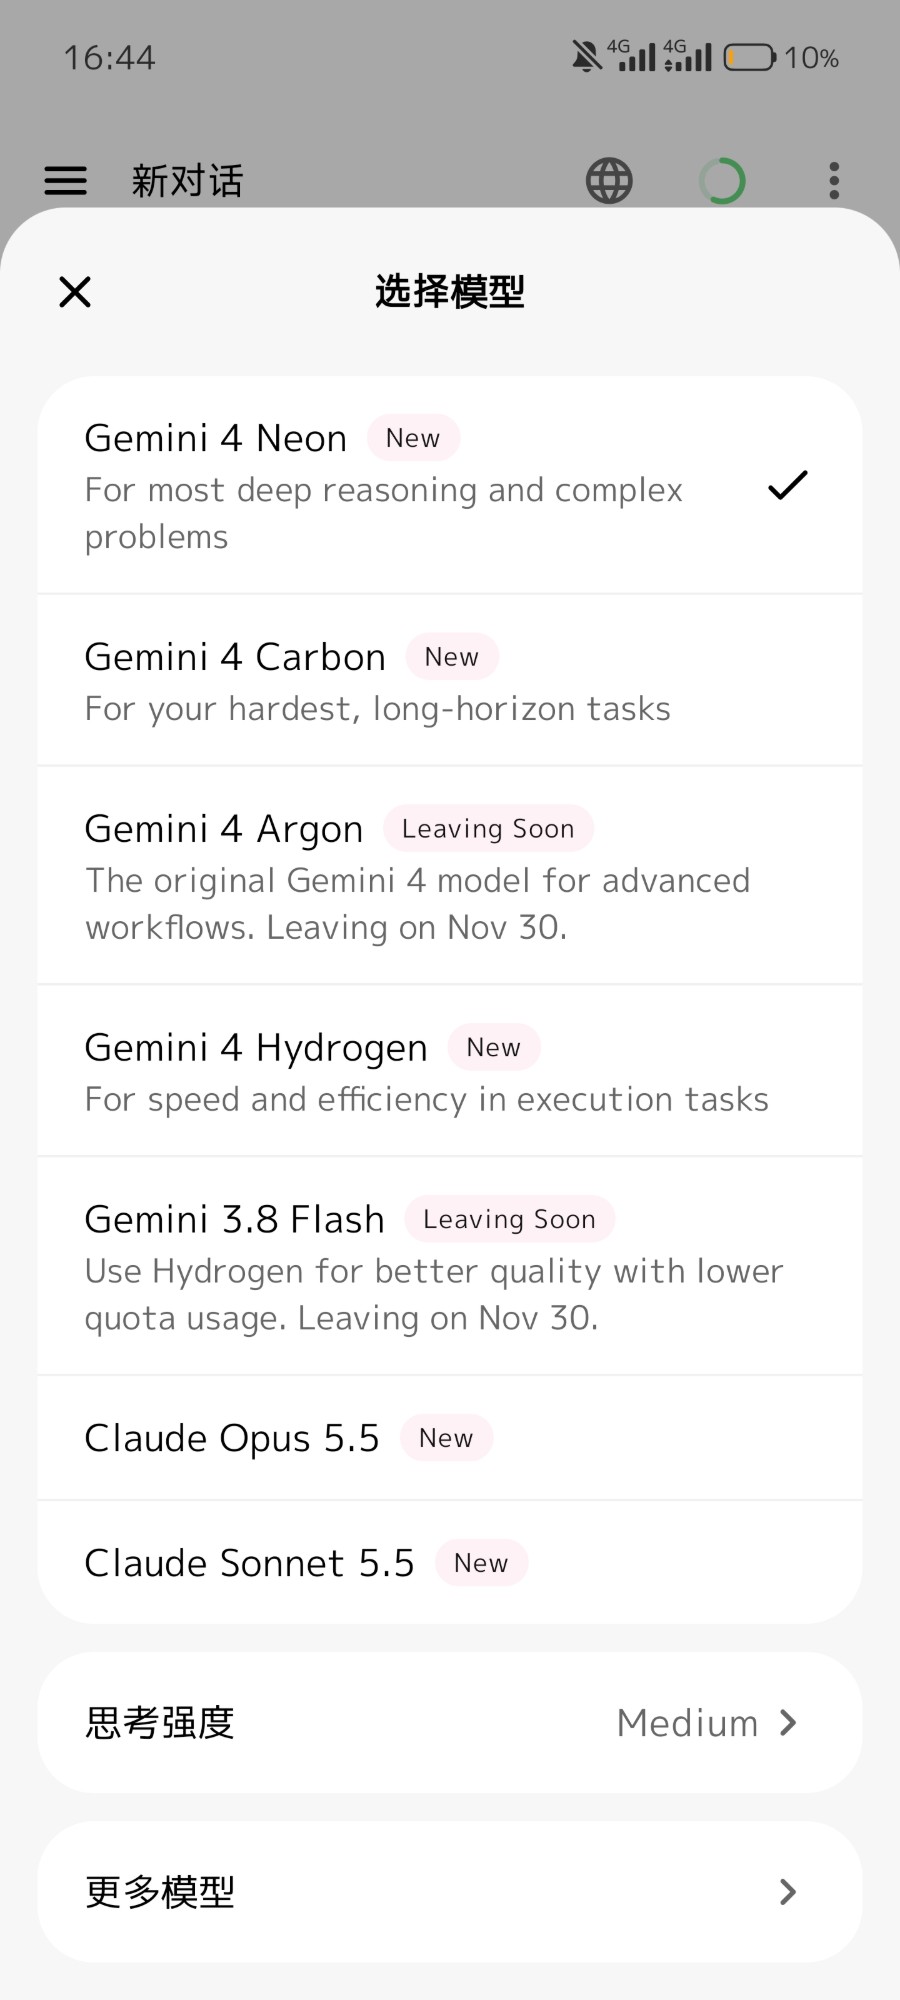 16:44
4G 4G 10%
新对话
选择模型
Gemini 4 Neon New
For most deep reasoning and complex
problems
Gemini 4 Carbon New
For your hardest, long-horizon tasks
Gemini 4 Argon Leaving Soon
The original Gemini 4 model for advanced
workflows. Leaving on Nov 30.
Gemini 4 Hydrogen New
For speed and efficiency in execution tasks
Gemini 3.8 Flash Leaving Soon
Use Hydrogen for better quality with lower
quota usage. Leaving on Nov 30.
Claude Opus 5.5 New
Claude Sonnet 5.5 New
思考强度 Medium
更多模型